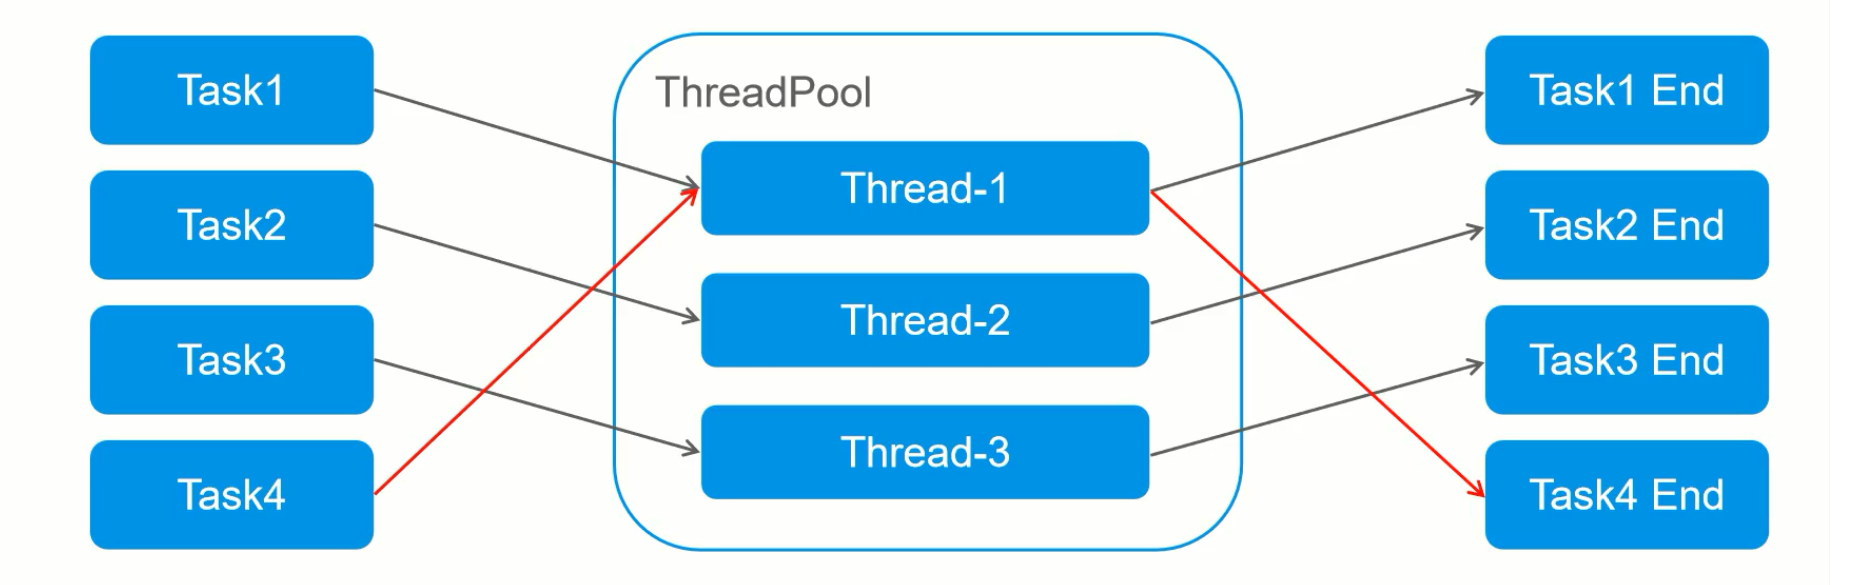 Task1
Task2
Task3
Task4
ThreadPool
Thread-1
Thread-2
Thread-3
Task1 End
Task2 End
Task3 End
Task4 End